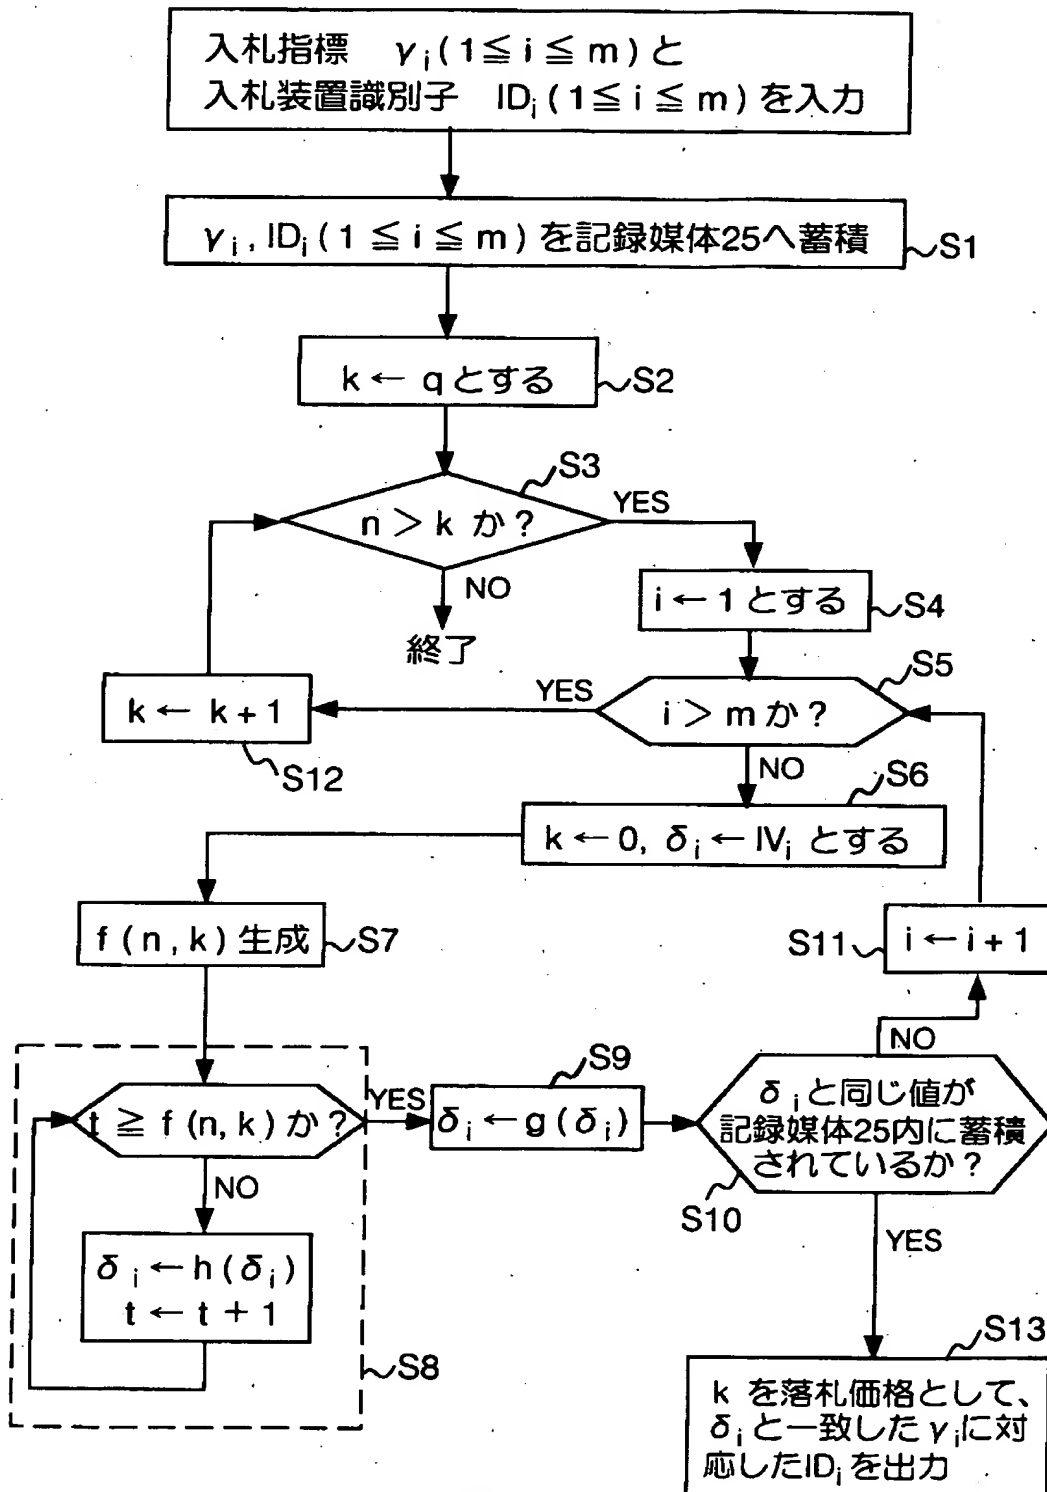 入札指標 γi(1≦i≦m)と
入札装置識別子 IDi(1≦i≦m)を入力
γi,IDi(1≦i≦m)を記録媒体25へ蓄積
S1
k←qとする
S2
S3
n>kか?
YES
NO
終了
i←1とする
S4
S5
i>mか?
YES
NO
k←k+1
S12
S6
k←0, δi←IViとする
f(n,k)生成
S7
S11
i←i+1
t≧f(n,k)か?
YES
NO
δi←h(δi)
t←t+1
S8
S9
δi←g(δi)
NO
δiと同じ値が
記録媒体25内に蓄積
されているか?
S10
YES
S13
kを落札価格として、
δiと一致したγiに対
応したIDiを出力